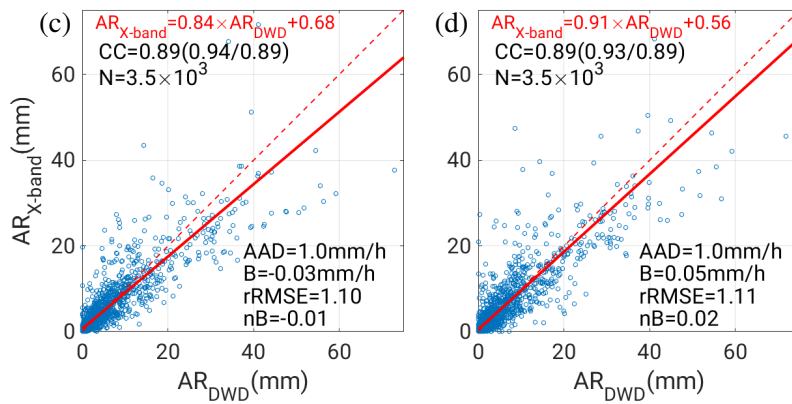 (c)
AR_X-band=0.84×AR_DWD+0.68
CC=0.89(0.94/0.89)
N=3.5×10^3
60
40
20
0
AR_X-band(mm)
AAD=1.0mm/h
B=-0.03mm/h
rRMSE=1.10
nB=-0.01
0 20 40 60
AR_DWD(mm)
(d)
AR_X-band=0.91×AR_DWD+0.56
CC=0.89(0.93/0.89)
N=3.5×10^3
60
40
20
0
AAD=1.0mm/h
B=0.05mm/h
rRMSE=1.11
nB=0.02
0 20 40 60
AR_DWD(mm)